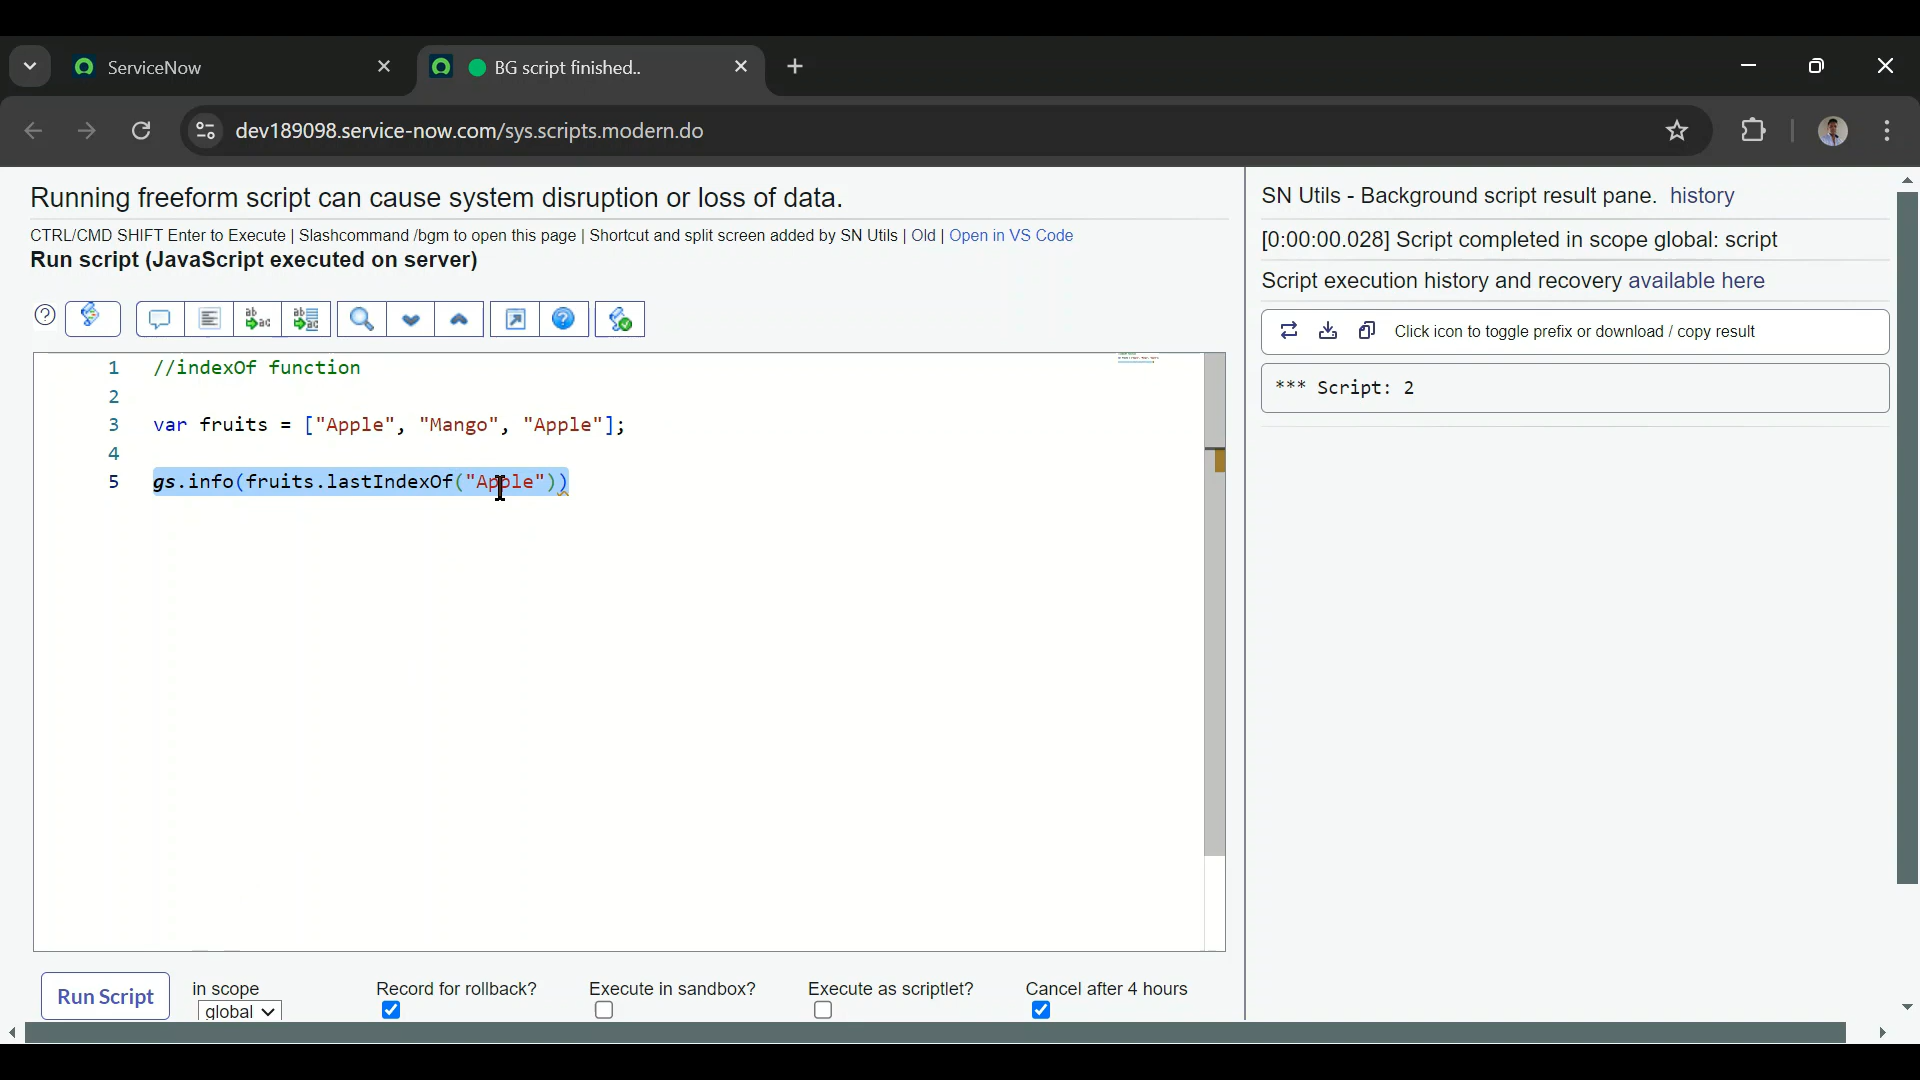 ServiceNow
BG script finished..
dev189098.service-now.com/sys.scripts.modern.do
Running freeform script can cause system disruption or loss of data.
CTRL/CMD SHIFT Enter to Execute | Slashcommand /bgm to open this page | Shortcut and split screen added by SN Utils | Old | Open in VS Code
Run script (JavaScript executed on server)
1 //indexOf function
2
3 var fruits = ["Apple", "Mango", "Apple"];
4
5 gs.info(fruits.lastIndexOf("Apple"))
Run Script
in scope
global
Record for rollback?
Execute in sandbox?
Execute as scriptlet?
Cancel after 4 hours
SN Utils - Background script result pane. history
[0:00:00.028] Script completed in scope global: script
Script execution history and recovery available here
Click icon to toggle prefix or download / copy result
*** Script: 2